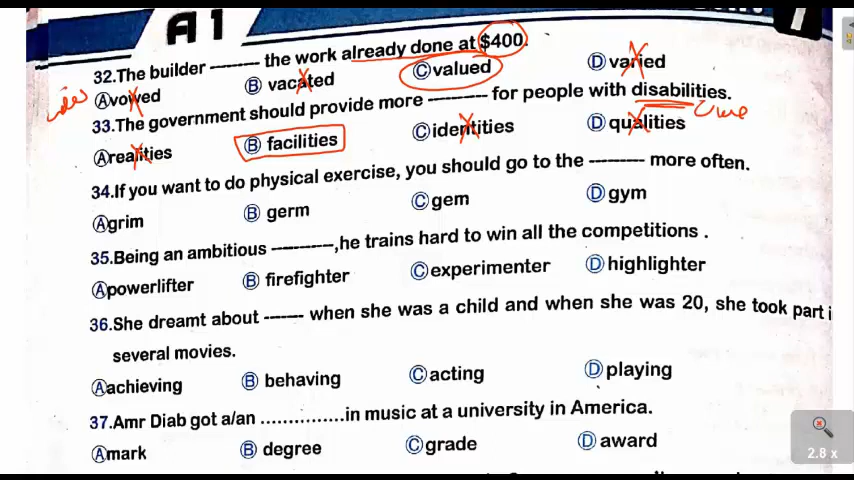 A1
32.The builder --------- the work already done at $400.
Ⓐvowed Ⓑ vacated Ⓒvalued Ⓓ varied
33.The government should provide more ---------- for people with disabilities.
Ⓐrealities Ⓑ facilities Ⓒidentities Ⓓ qualities
34.If you want to do physical exercise, you should go to the --------- more often.
Ⓐgrim Ⓑ germ Ⓒgem Ⓓgym
35.Being an ambitious ----------,he trains hard to win all the competitions .
Ⓐpowerlifter Ⓑ firefighter Ⓒexperimenter Ⓓhighlighter
36.She dreamt about ------ when she was a child and when she was 20, she took part i
several movies.
Ⓐachieving Ⓑ behaving Ⓒacting Ⓓplaying
37.Amr Diab got a/an ...............in music at a university in America.
Ⓐmark Ⓑ degree Ⓒgrade Ⓓaward
2.8 x